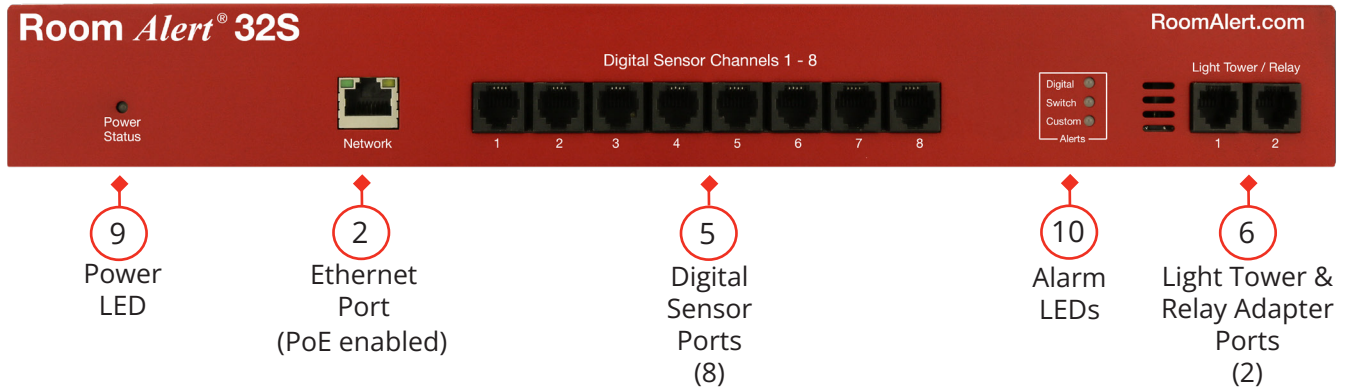 Room Alert® 32S
RoomAlert.com
Digital Sensor Channels 1 - 8
Light Tower / Relay
Power
Status
Network
1 2 3 4 5 6 7 8
Digital
Switch
Custom
Alerts
1 2
9
Power
LED
2
Ethernet
Port
(PoE enabled)
5
Digital
Sensor
Ports
(8)
10
Alarm
LEDs
6
Light Tower &
Relay Adapter
Ports
(2)